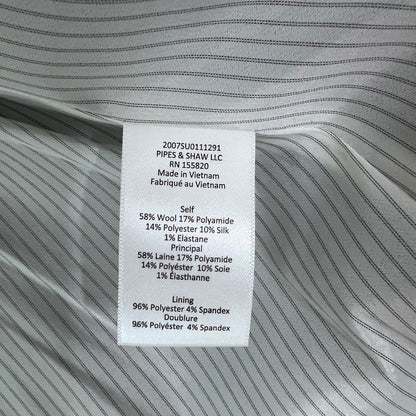 2007SU0111291
PIPES & SHAW LLC
RN 155820
Made in Vietnam
Fabriqué au Vietnam
Self
58% Wool 17% Polyamide
14% Polyester 10% Silk
1% Elastane
Principal
58% Laine 17% Polyamide
14% Polyéster 10% Soie
1% Élasthanne
Lining
96% Polyester 4% Spandex
Doublure
96% Polyester 4% Spandex